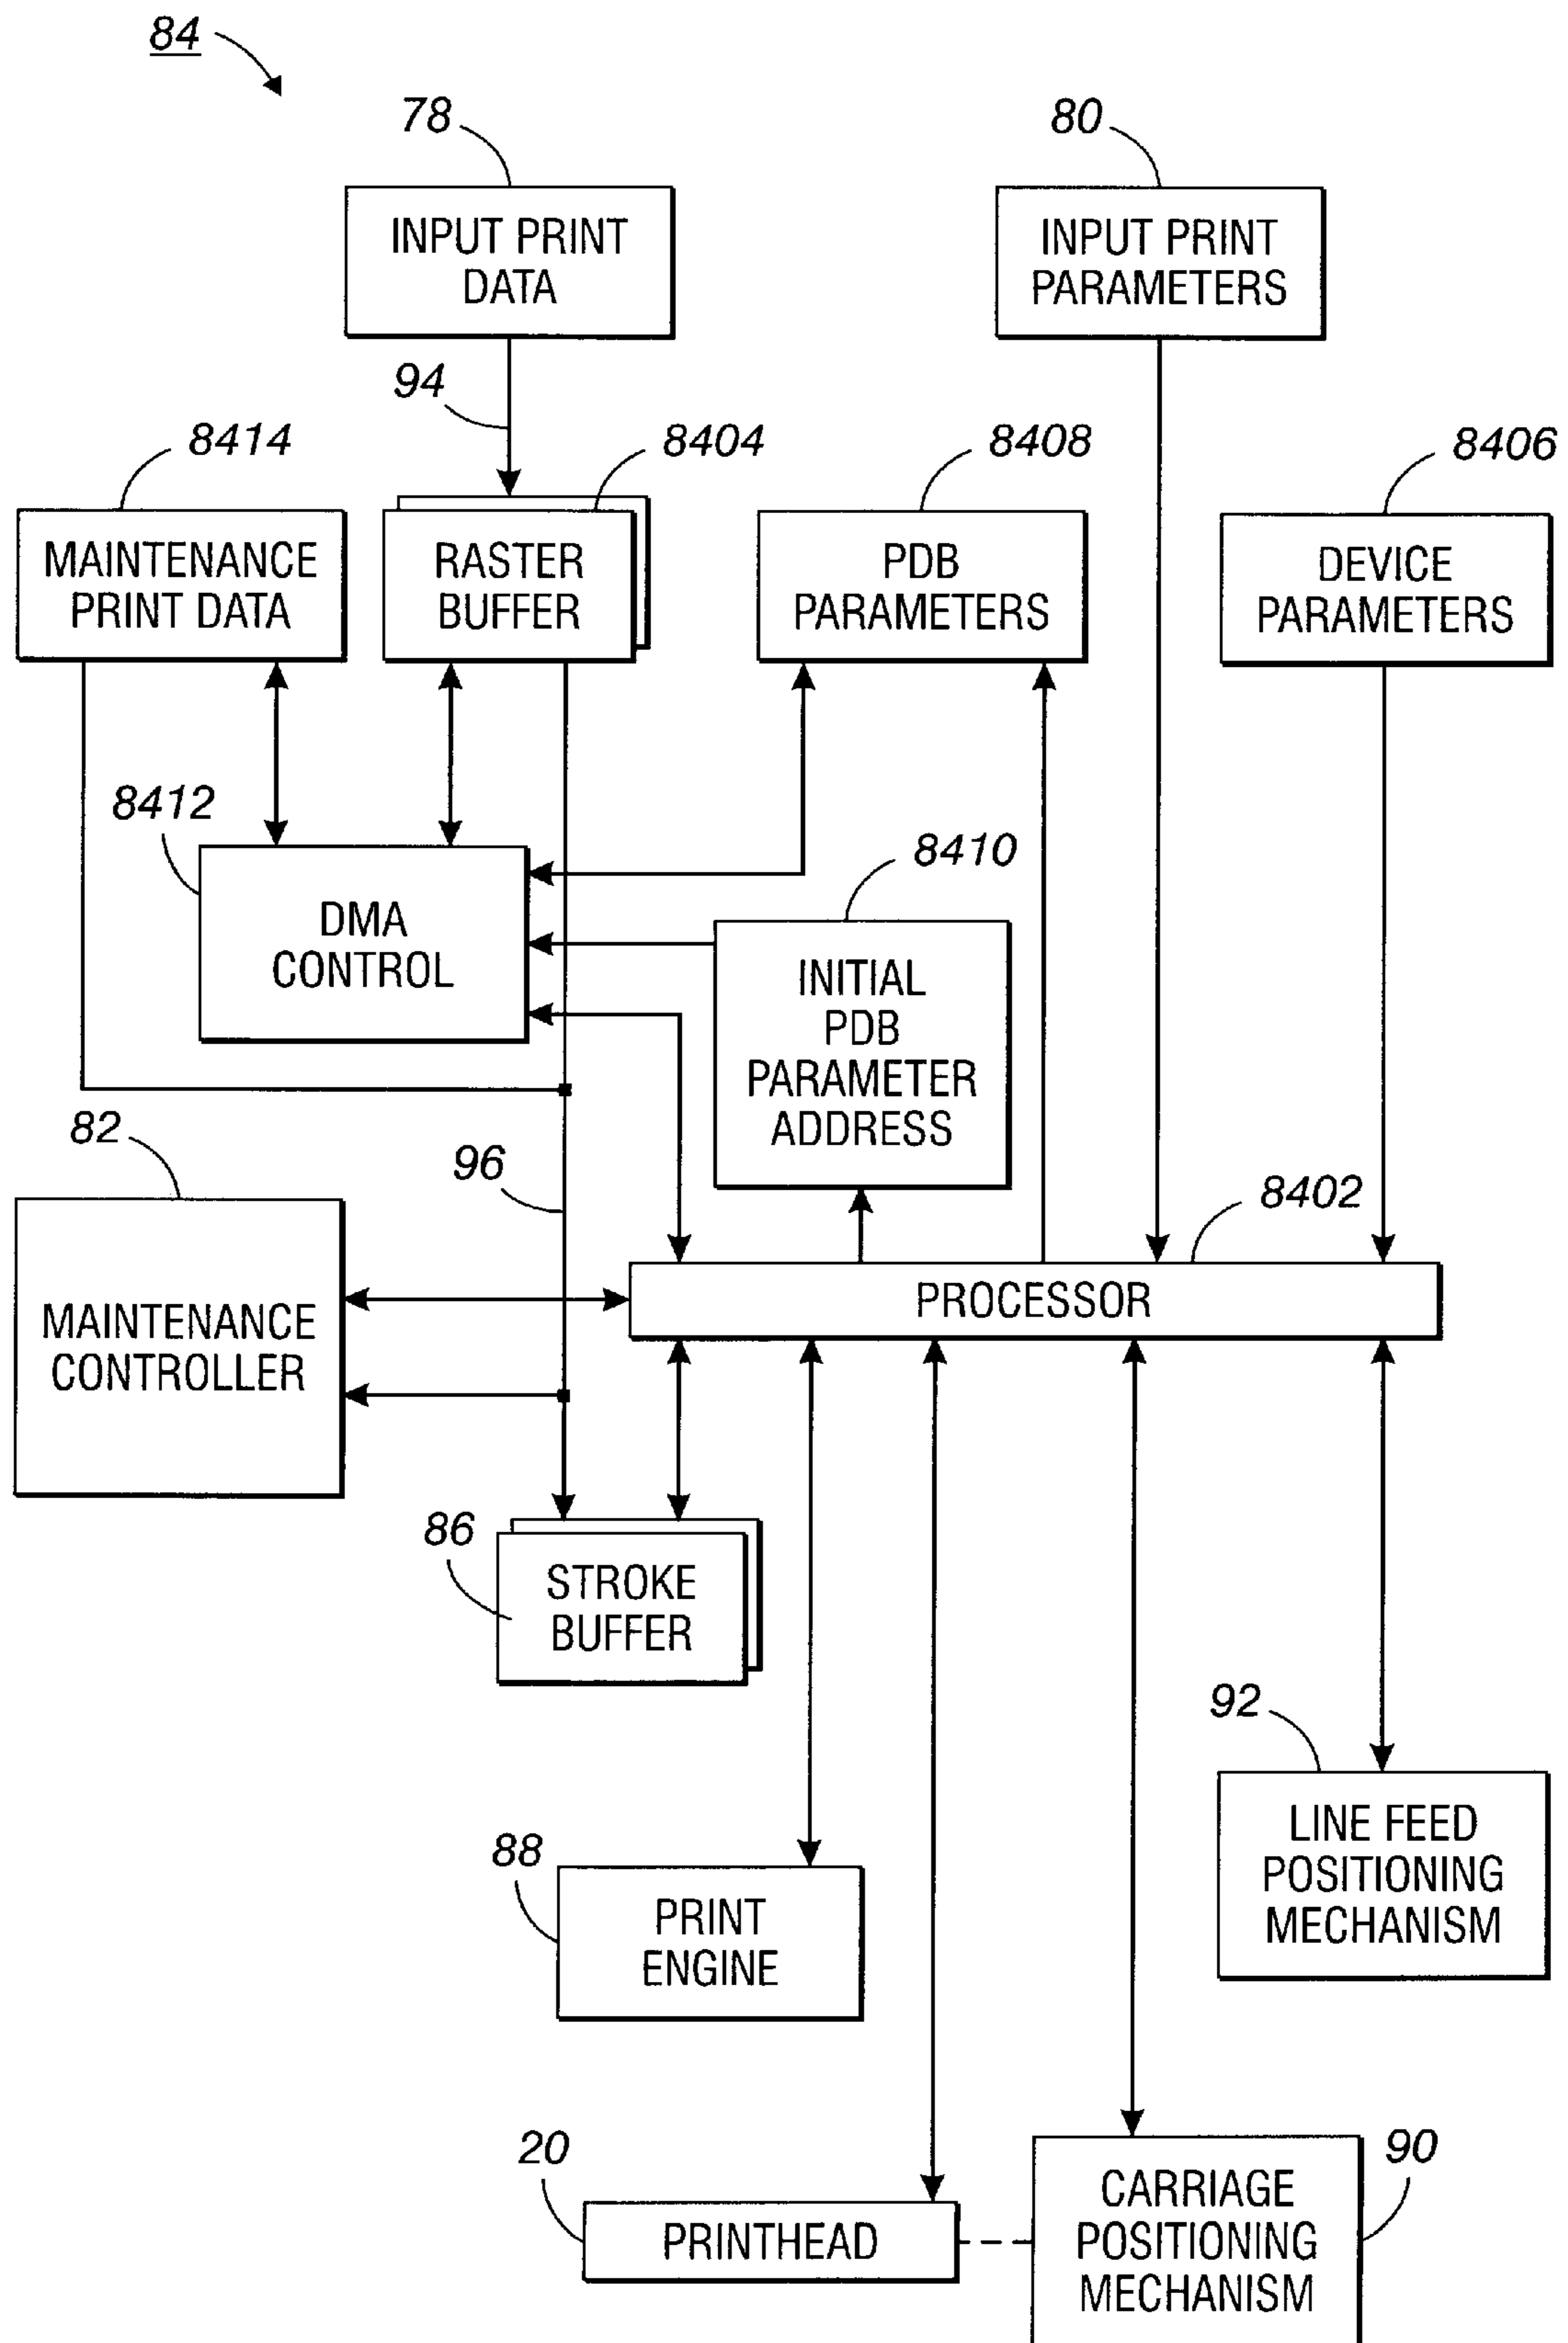 84
78
80
INPUT PRINT
DATA
INPUT PRINT
PARAMETERS
94
8414
8404
8408
8406
MAINTENANCE
PRINT DATA
RASTER
BUFFER
PDB
PARAMETERS
DEVICE
PARAMETERS
8412
8410
DMA
CONTROL
INITIAL
PDB
PARAMETER
ADDRESS
82
96
8402
MAINTENANCE
CONTROLLER
PROCESSOR
86
STROKE
BUFFER
92
LINE FEED
POSITIONING
MECHANISM
88
PRINT
ENGINE
20
90
PRINTHEAD
CARRIAGE
POSITIONING
MECHANISM